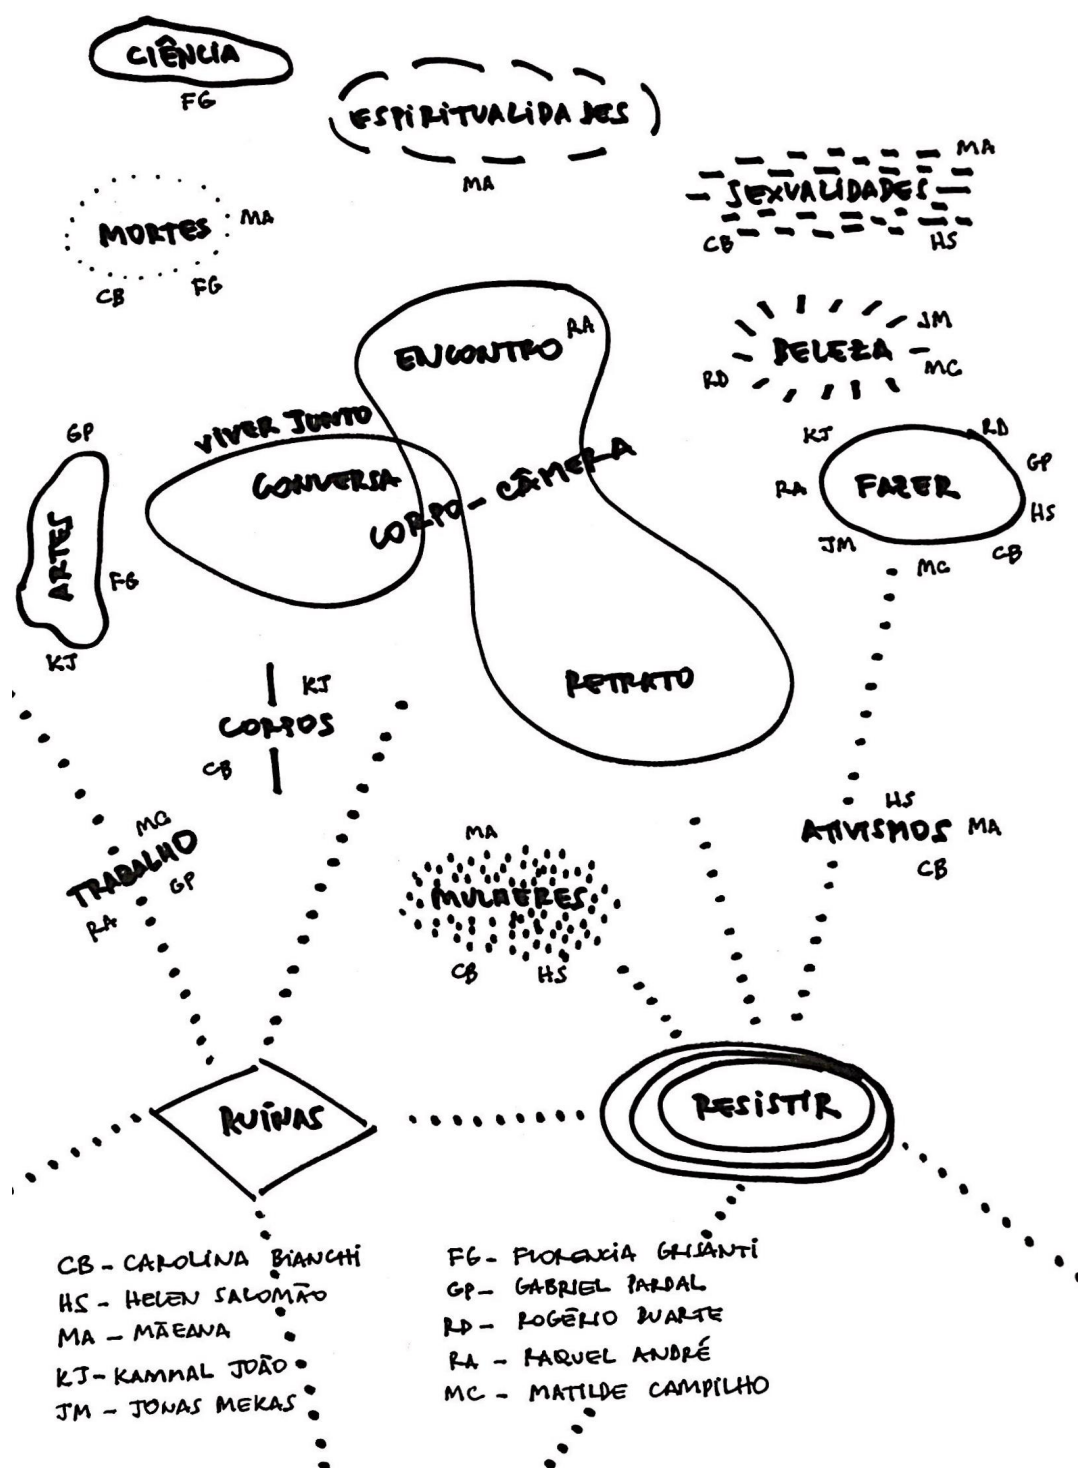 CIÊNCIA
FG
ESPIRITUALIDADES
MA
MA
SEXUALIDADES
CB
HS
MORTES
MA
CB
FG
ENCONTRO
RA
JM
BELEZA
MC
RD
VIVER JUNTO
CONVERSA
CORPO-CÂMERA
GP
ARTES
FG
KJ
KJ
RD
GP
RA
FAZER
HS
JM
MC
CB
RETRATO
KJ
CORPOS
CB
MC
TRABALHO
GP
RA
MA
MULHERES
CB
HS
HS
ATIVISMOS
MA
CB
RUÍNAS
RESISTIR
CB - CAROLINA BIANCHI
HS - HELEN SALOMÃO
MA - MÃEANA
KJ - KAMMAL JOÃO
JM - JONAS MEKAS
FG - FLORENCIA GRISANTI
GP - GABRIEL PARDAL
RD - ROGÉRIO DUARTE
RA - RAQUEL ANDRÉ
MC - MATILDE CAMPILHO